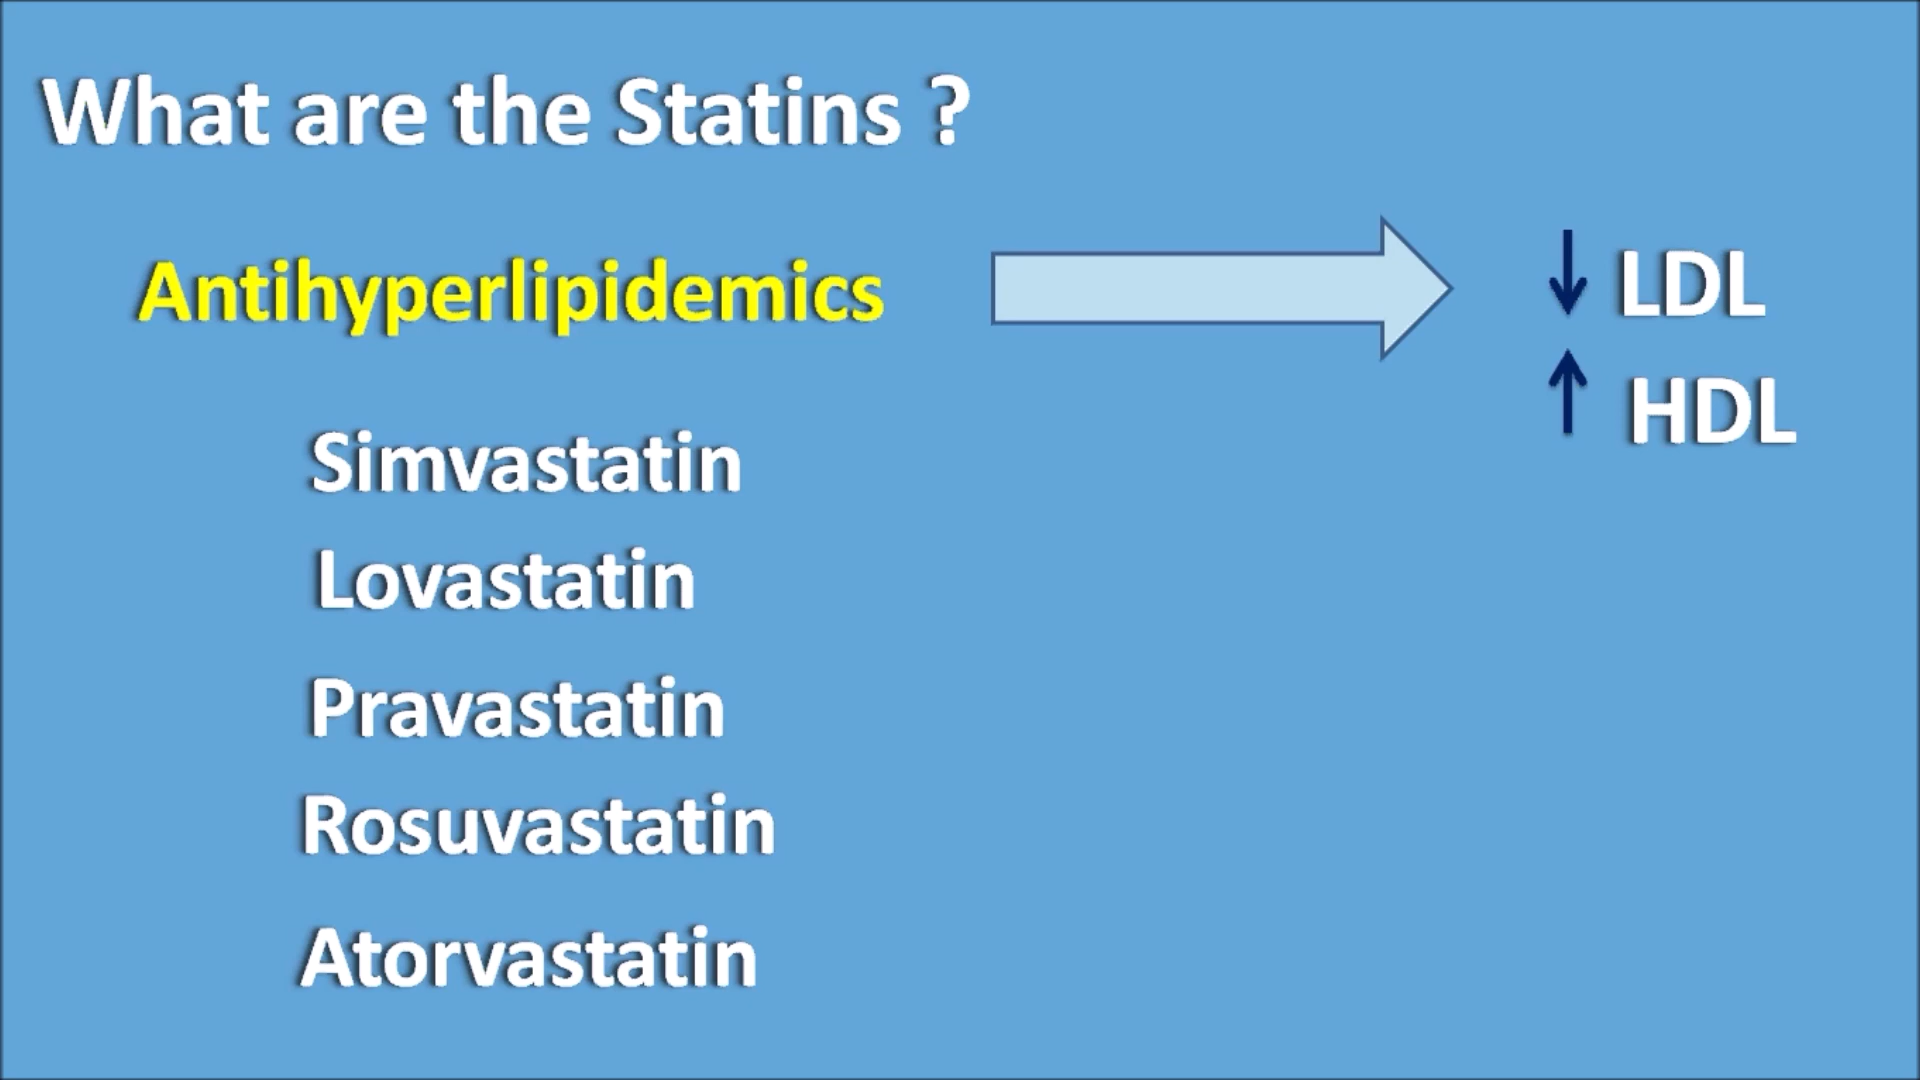 What are the Statins ?
Antihyperlipidemics
↓ LDL
↑ HDL
Simvastatin
Lovastatin
Pravastatin
Rosuvastatin
Atorvastatin